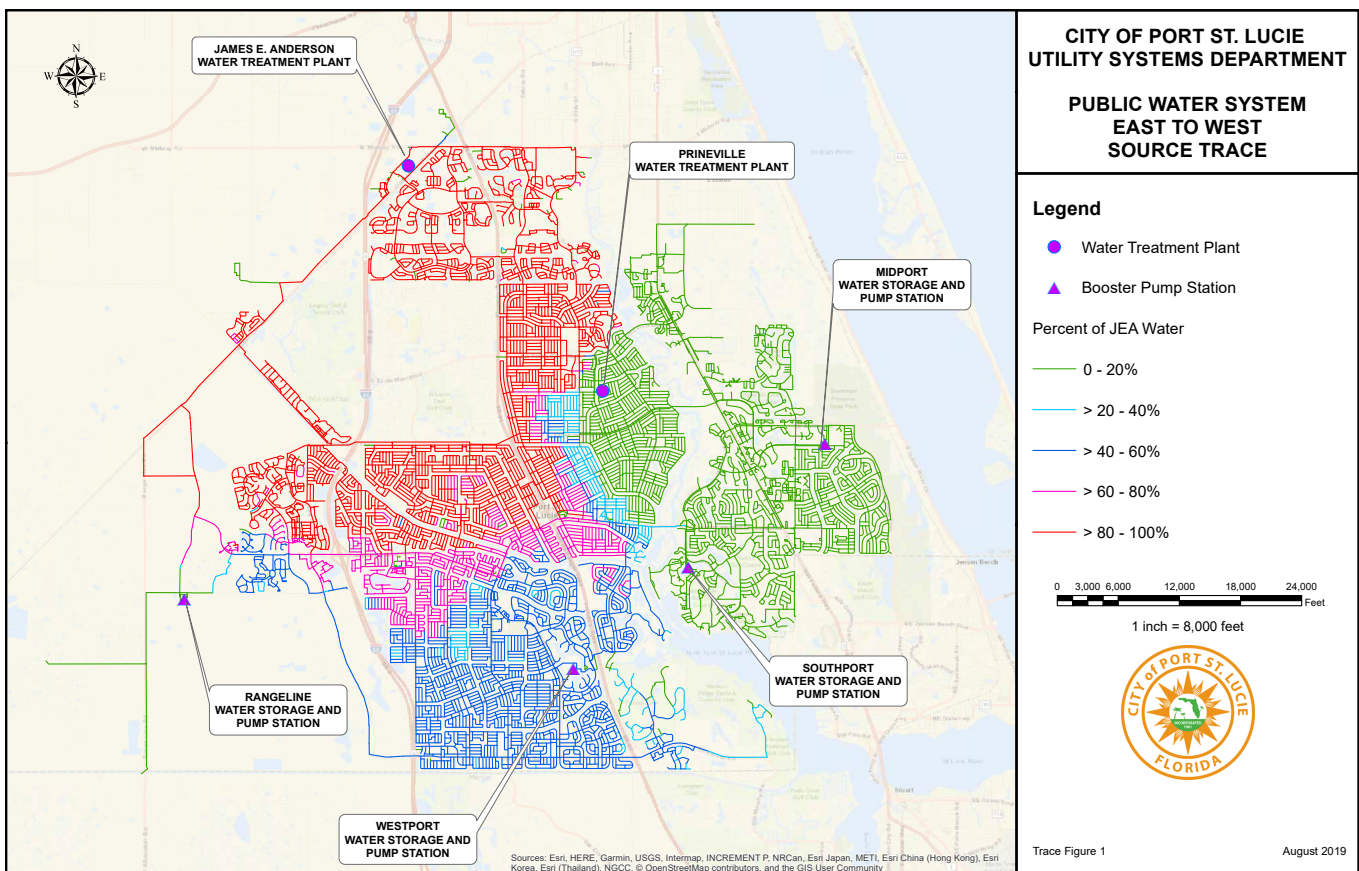 JAMES E. ANDERSON
WATER TREATMENT PLANT
N
W
E
S
PRINEVILLE
WATER TREATMENT PLANT
MIDPORT
WATER STORAGE AND
PUMP STATION
SOUTHPORT
WATER STORAGE AND
PUMP STATION
RANGELINE
WATER STORAGE AND
PUMP STATION
WESTPORT
WATER STORAGE AND
PUMP STATION
Jensen Beach
Stuart
Sources: Esri, HERE, Garmin, USGS, Intermap, INCREMENT P, NRCan, Esri Japan, METI, Esri China (Hong Kong), Esri
Korea, Esri (Thailand), NGCC, © OpenStreetMap contributors, and the GIS User Community
CITY OF PORT ST. LUCIE
UTILITY SYSTEMS DEPARTMENT
PUBLIC WATER SYSTEM
EAST TO WEST
SOURCE TRACE
Legend
Water Treatment Plant
Booster Pump Station
Percent of JEA Water
0 - 20%
> 20 - 40%
> 40 - 60%
> 60 - 80%
> 80 - 100%
0 3,000 6,000 12,000 18,000 24,000
Feet
1 inch = 8,000 feet
CITY of PORT ST. LUCIE
INCORPORATED
1961
FLORIDA
Trace Figure 1
August 2019